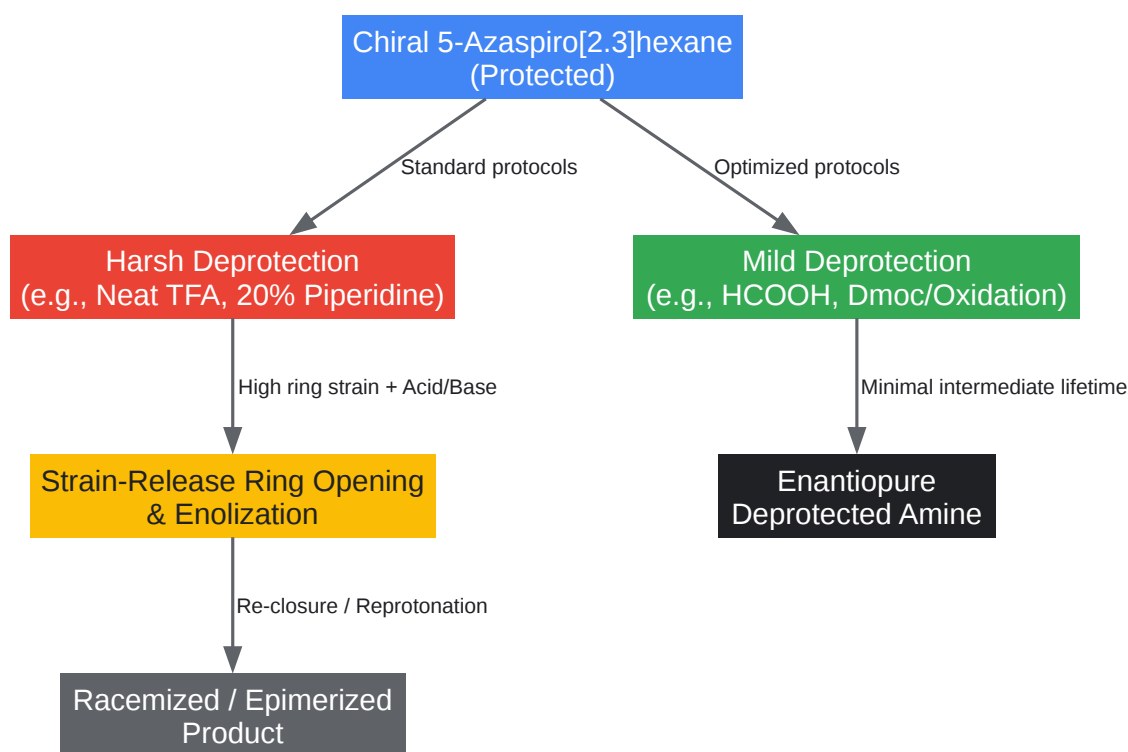 Chiral 5-Azaspiro[2.3]hexane
(Protected)
Standard protocols
Optimized protocols
Harsh Deprotection
(e.g., Neat TFA, 20% Piperidine)
Mild Deprotection
(e.g., HCOOH, Dmoc/Oxidation)
High ring strain + Acid/Base
Minimal intermediate lifetime
Strain-Release Ring Opening
& Enolization
Enantiopure
Deprotected Amine
Re-closure / Reprotonation
Racemized / Epimerized
Product